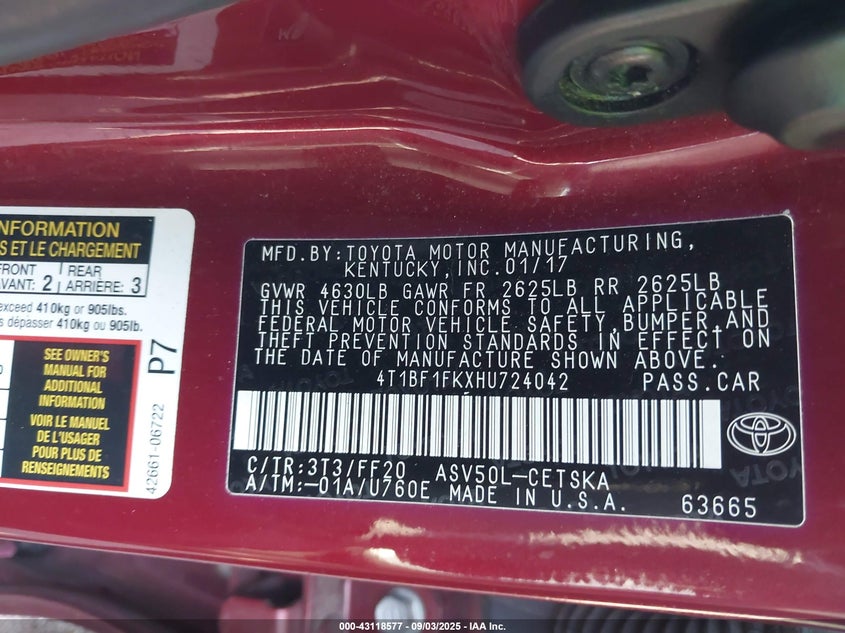 INFORMATION
S ET LE CHARGEMENT
FRONT
AVANT: 2
REAR
ARRIÈRE: 3
exceed 410kg or 905lbs.
s dépasser 410kg ou 905lb.
SEE OWNER'S
MANUAL FOR
ADDITIONAL
INFORMATION
VOIR LE MANUEL
DE L'USAGER
POUR PLUS DE
RENSEIGNEMENTS
P7
42661-06722
MFD.BY:TOYOTA MOTOR MANUFACTURING,
KENTUCKY,INC.01/17
GVWR 4630LB GAWR FR 2625LB RR 2625LB
THIS VEHICLE CONFORMS TO ALL APPLICABLE
FEDERAL MOTOR VEHICLE SAFETY,BUMPER,AND
THEFT PREVENTION STANDARDS IN EFFECT ON
THE DATE OF MANUFACTURE SHOWN ABOVE.
4T1BF1FKXHU724042 PASS.CAR
C/TR:3T3/FF20 ASV50L-CETSKA
A/TM:-01A/U760E MADE IN U.S.A. 63665
TOYOTA
000-43118577 - 09/03/2025 - IAA Inc.